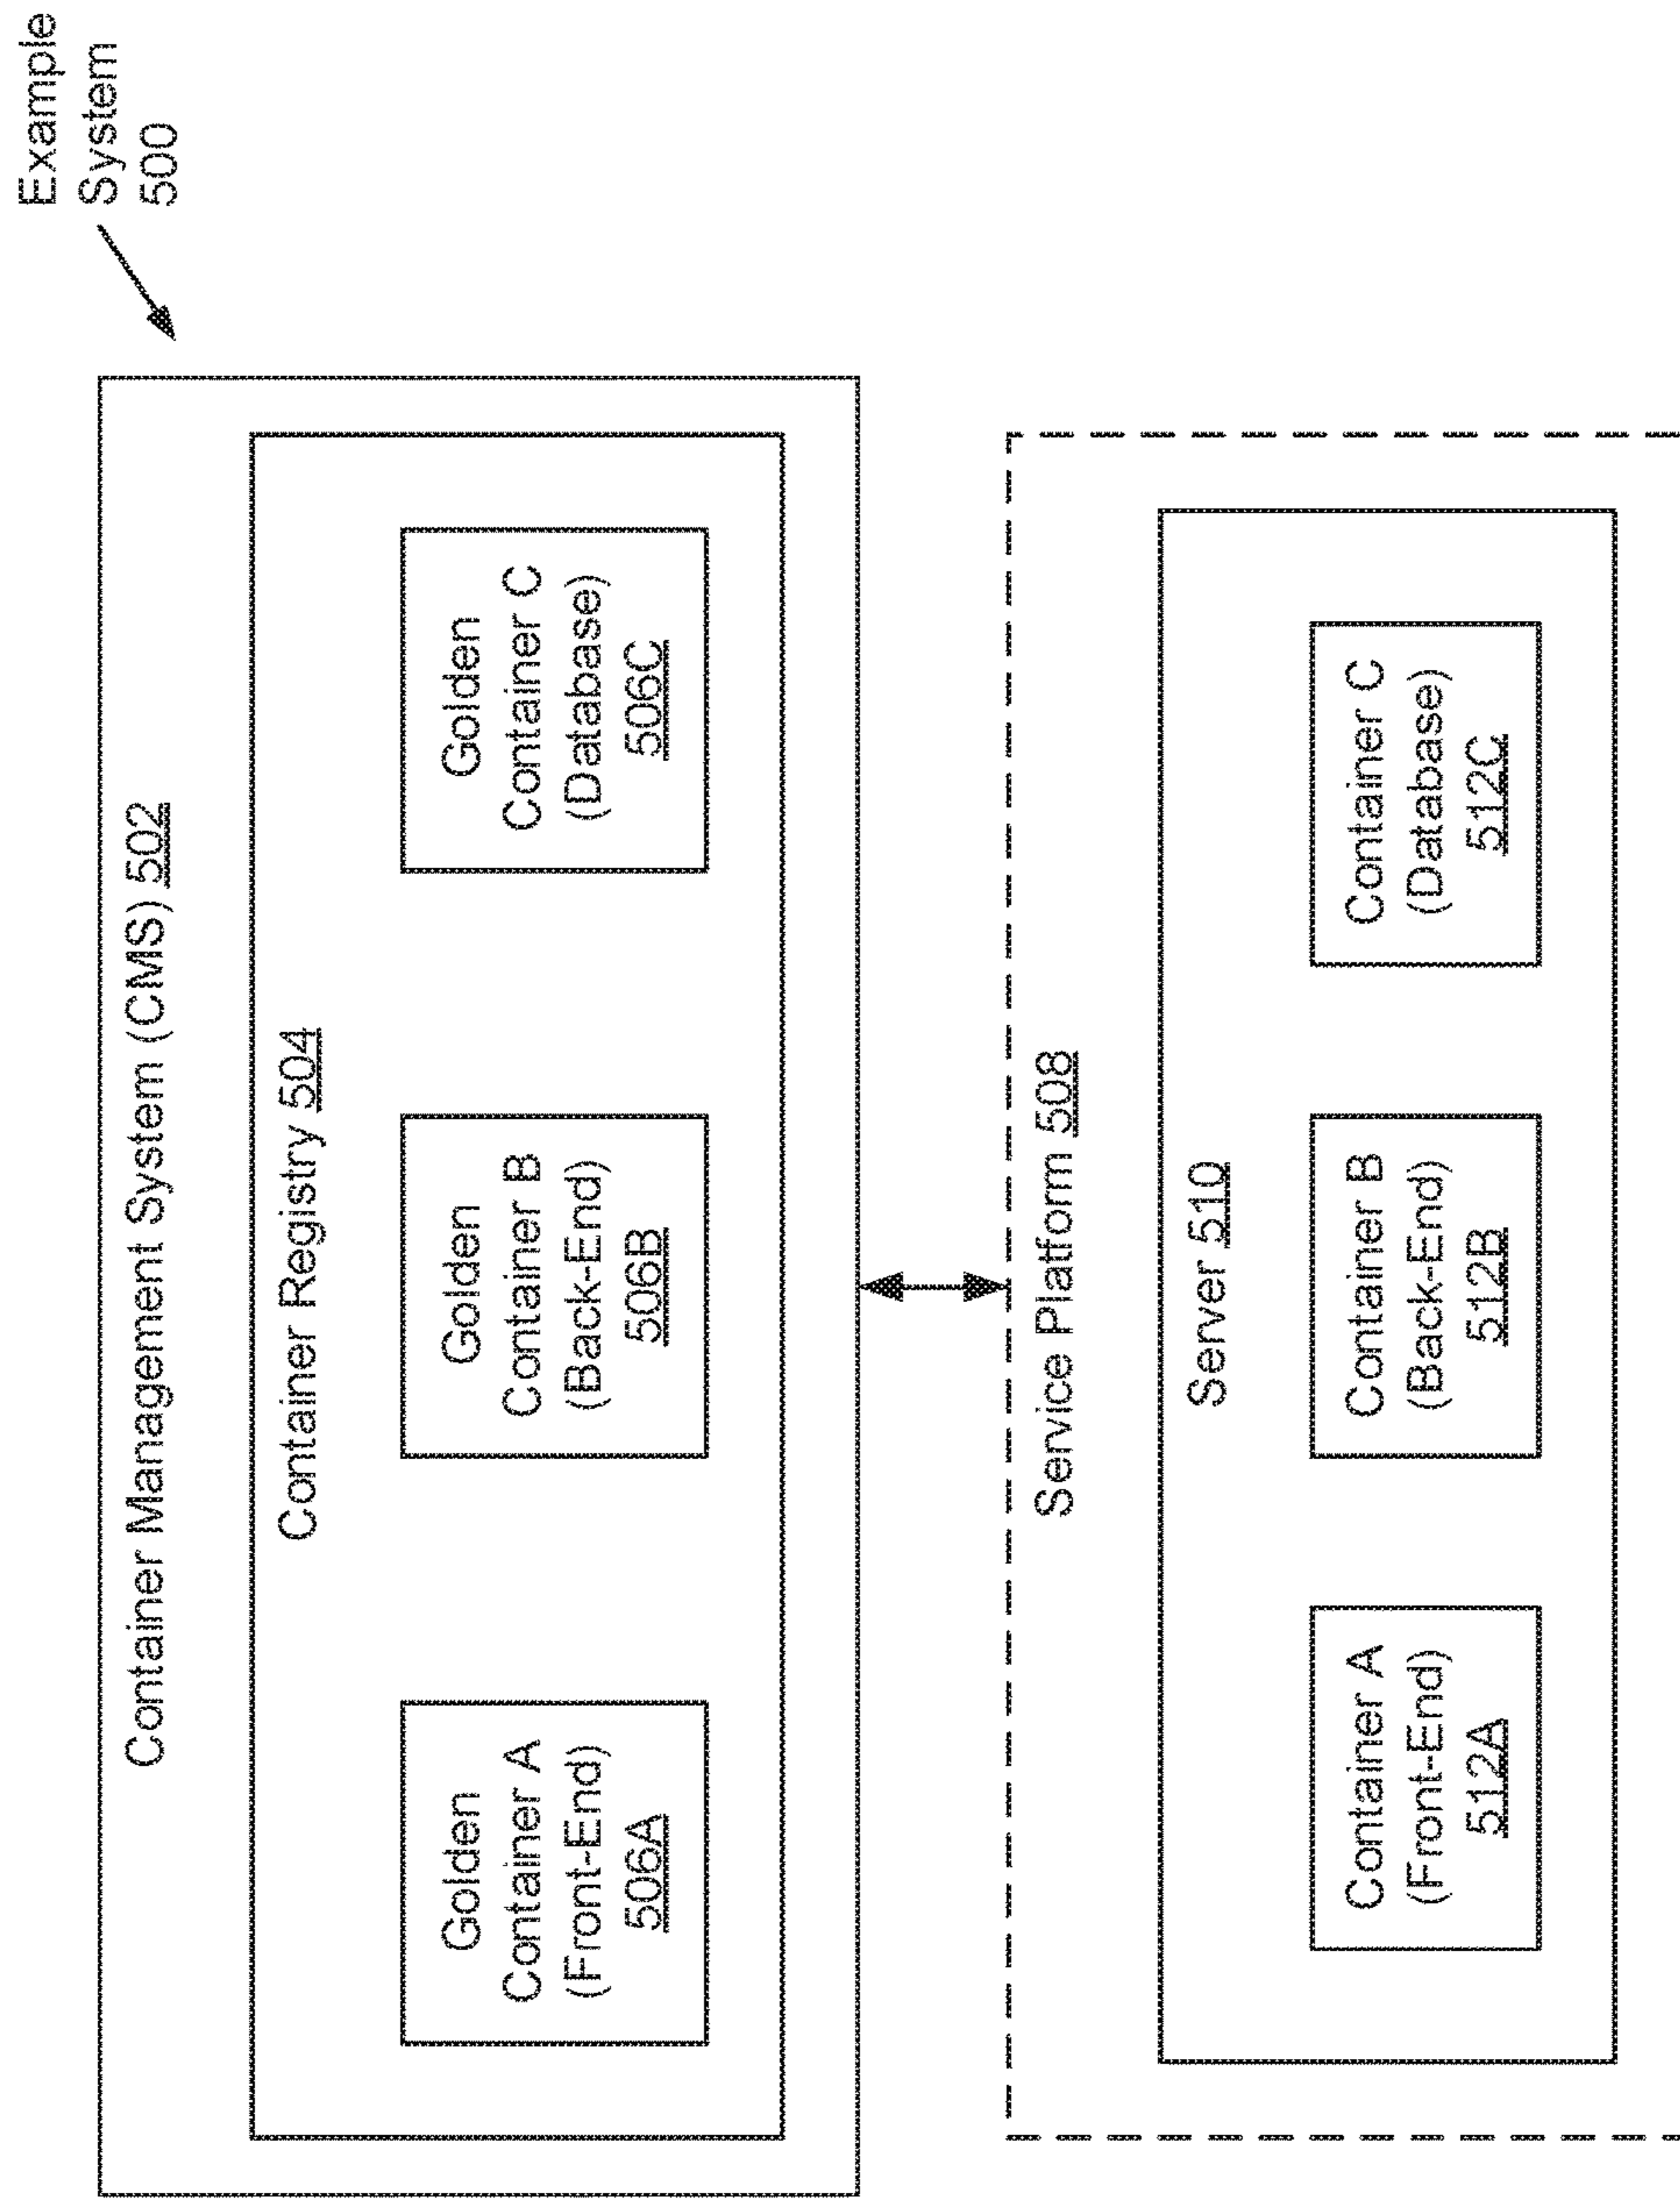 Example
System
500
Container Management System (CMS) 502
Container Registry 504
Golden
Container A
(Front-End)
506A
Golden
Container B
(Back-End)
506B
Golden
Container C
(Database)
506C
Service Platform 508
Server 510
Container A
(Front-End)
512A
Container B
(Back-End)
512B
Container C
(Database)
512C